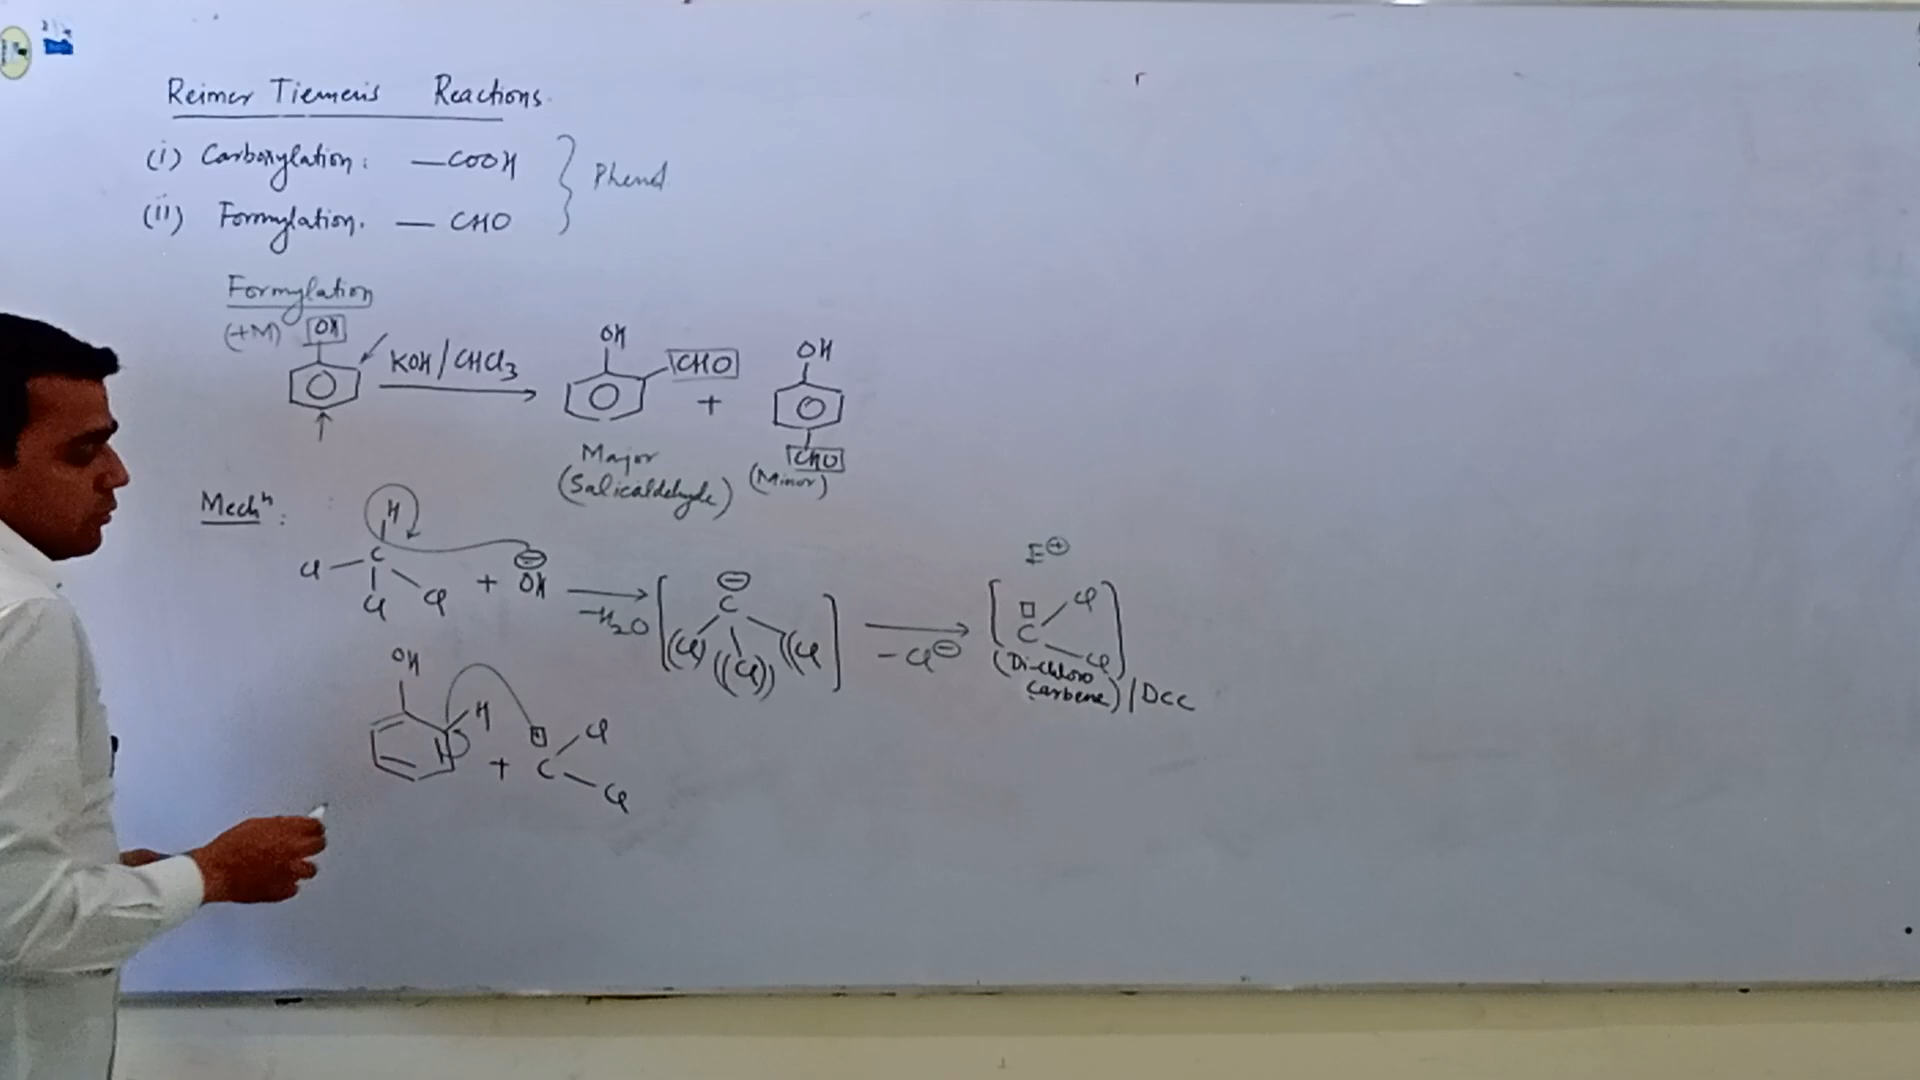 Reimer Tiemen's Reactions.
(i) Carboxylation: —COOH } Phenol
(ii) Formylation. — CHO
Formylation
(+M) OH
KOH/CHCl3
OH CHO
+
OH
CHO
Major
(Salicaldehyde)
(Minor)
Mechⁿ:
H
C
Cl Cl Cl + ⊖OH
-H2O
[⊖ C (Cl) ((Cl)) ((Cl ]
-Cl⊖
E⊕
[C Cl Cl]
(Di-chloro
Carbene)/DCC
OH
H
H
+ C Cl
Cl